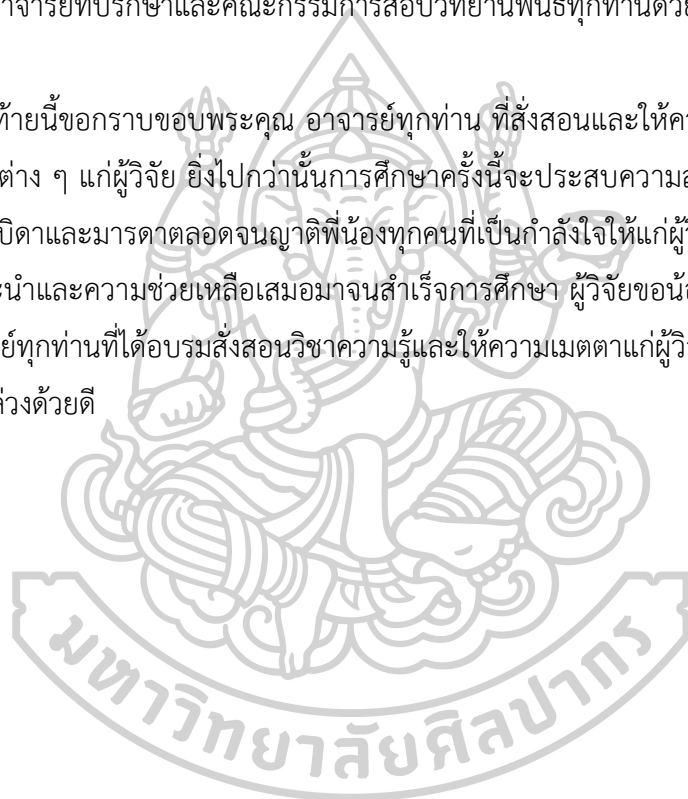 าจารย์ที่ปรึกษาและคณะกรรมการสอบวิทยานิพนธ์ทุกท่านด้วย
ท้ายนี้ขอกราบขอบพระคุณ อาจารย์ทุกท่าน ที่สั่งสอนและให้คว
ต่าง ๆ แก่ผู้วิจัย ยิ่งไปกว่านั้นการศึกษาครั้งนี้จะประสบความส
บิดาและมารดาตลอดจนญาติพี่น้องทุกคนที่เป็นกำลังใจให้แก่ผู้วิ
ะนำและความช่วยเหลือเสมอมาจนสำเร็จการศึกษา ผู้วิจัยขอน้อ
ย์ทุกท่านที่ได้อบรมสั่งสอนวิชาความรู้และให้ความเมตตาแก่ผู้วิจ
ล่วงด้วยดี
มหาวิทยาลัยศิลปากร